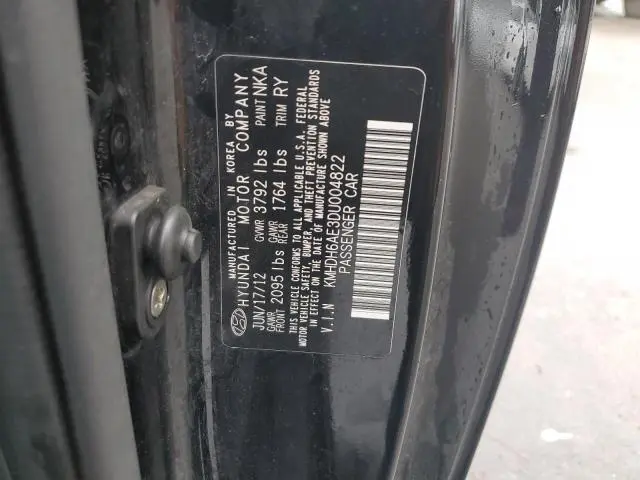 MANUFACTURED IN KOREA BY
HYUNDAI MOTOR COMPANY
JUN/17/12 GVWR 3792 lbs PAINT NKA
GAWR FRONT 2095 lbs GAWR REAR 1764 lbs TRIM RY
THIS VEHICLE CONFORMS TO ALL APPLICABLE U.S.A. FEDERAL
MOTOR VEHICLE SAFETY, BUMPER, AND THEFT PREVENTION STANDARDS
IN EFFECT ON THE DATE OF MANUFACTURE SHOWN ABOVE
V.I.N KMHDH6AE3DU004822
PASSENGER CAR